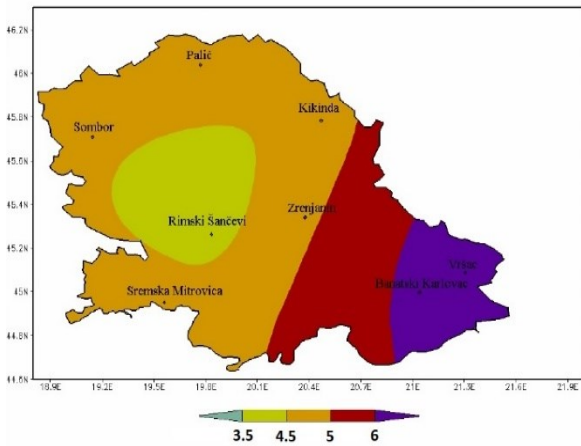 46.2N
46N
45.8N
45.6N
45.4N
45.2N
45N
44.8N
44.6N
Palić
Kikinda
Sombor
Zrenjanin
Rimski Šančevi
Vršac
Banatski Karlovac
Sremska Mitrovica
18.9E 19.2E 19.5E 19.8E 20.1E 20.4E 20.7E 21E 21.3E 21.6E 21.9E
3.5 4.5 5 6